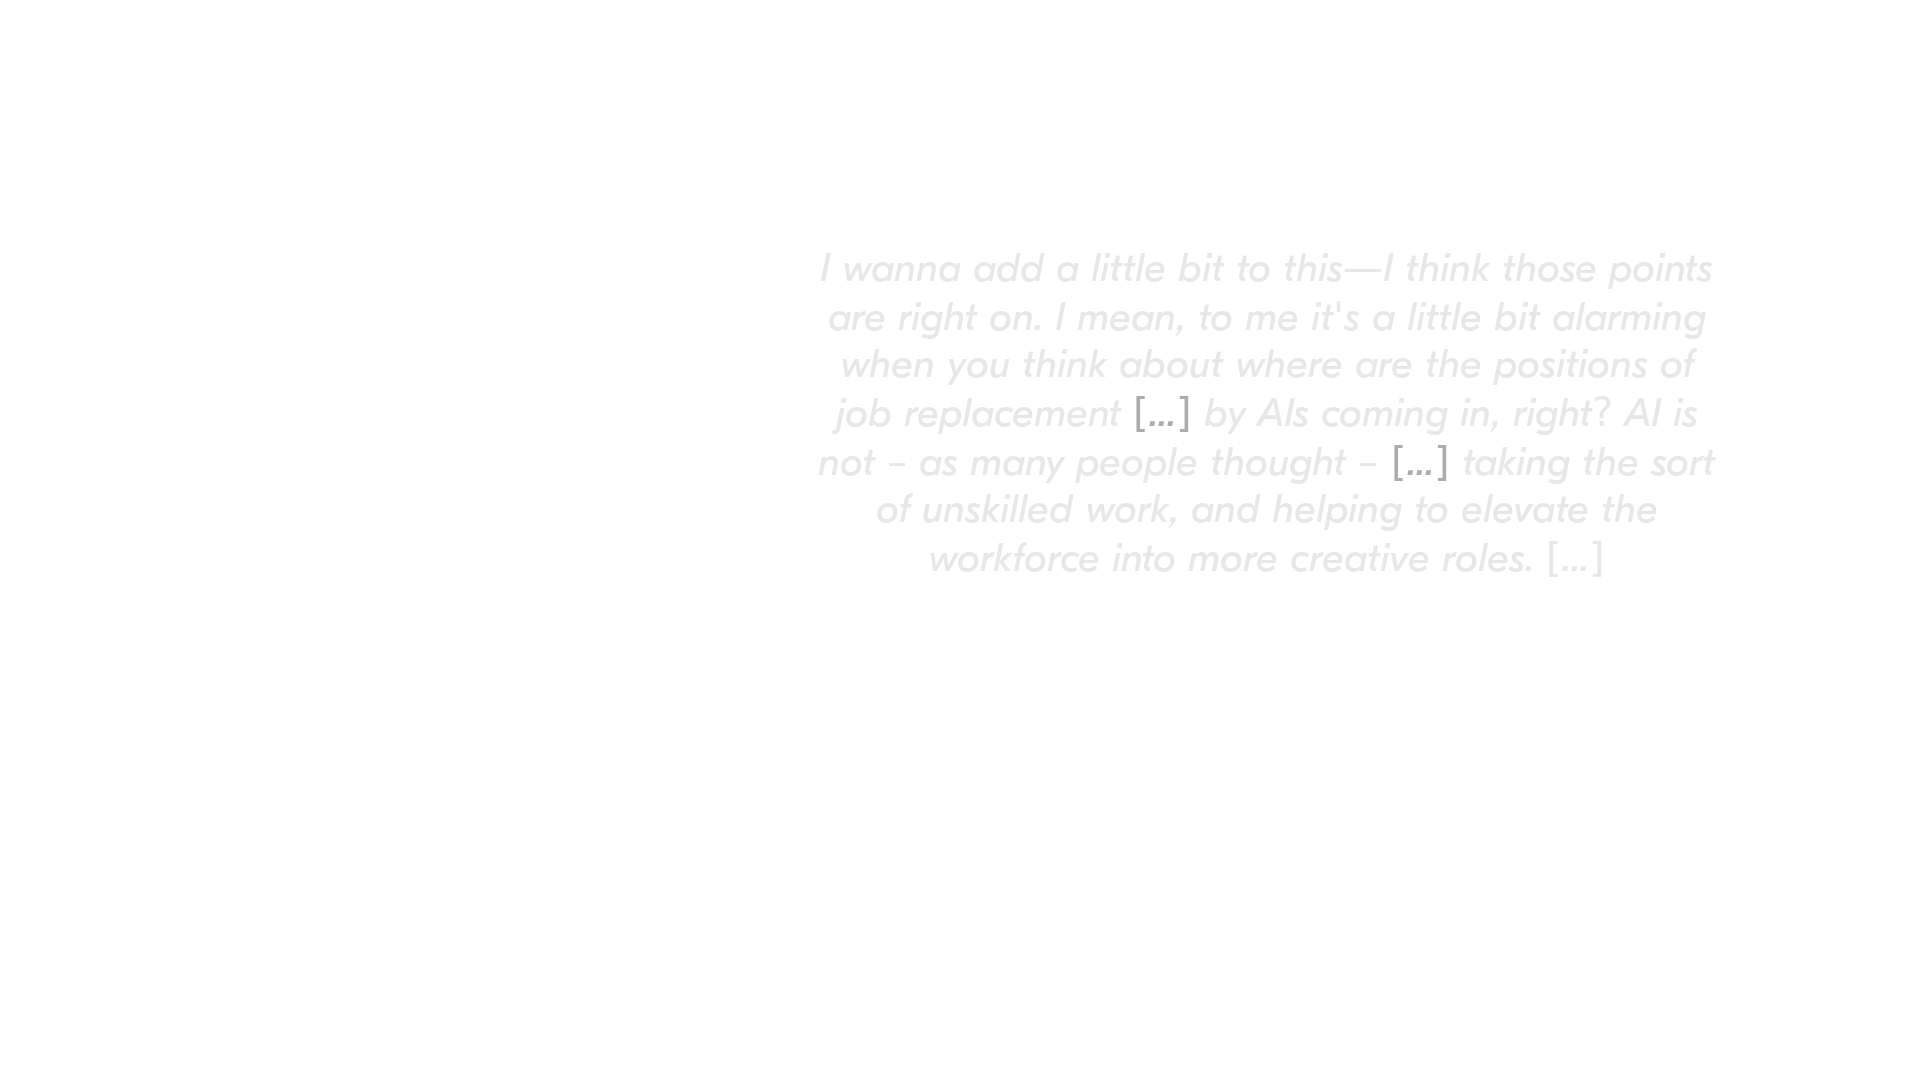 I wanna add a little bit to this—I think those points
are right on. I mean, to me it's a little bit alarming
when you think about where are the positions of
job replacement [...] by AIs coming in, right? AI is
not – as many people thought – [...] taking the sort
of unskilled work, and helping to elevate the
workforce into more creative roles. [...]